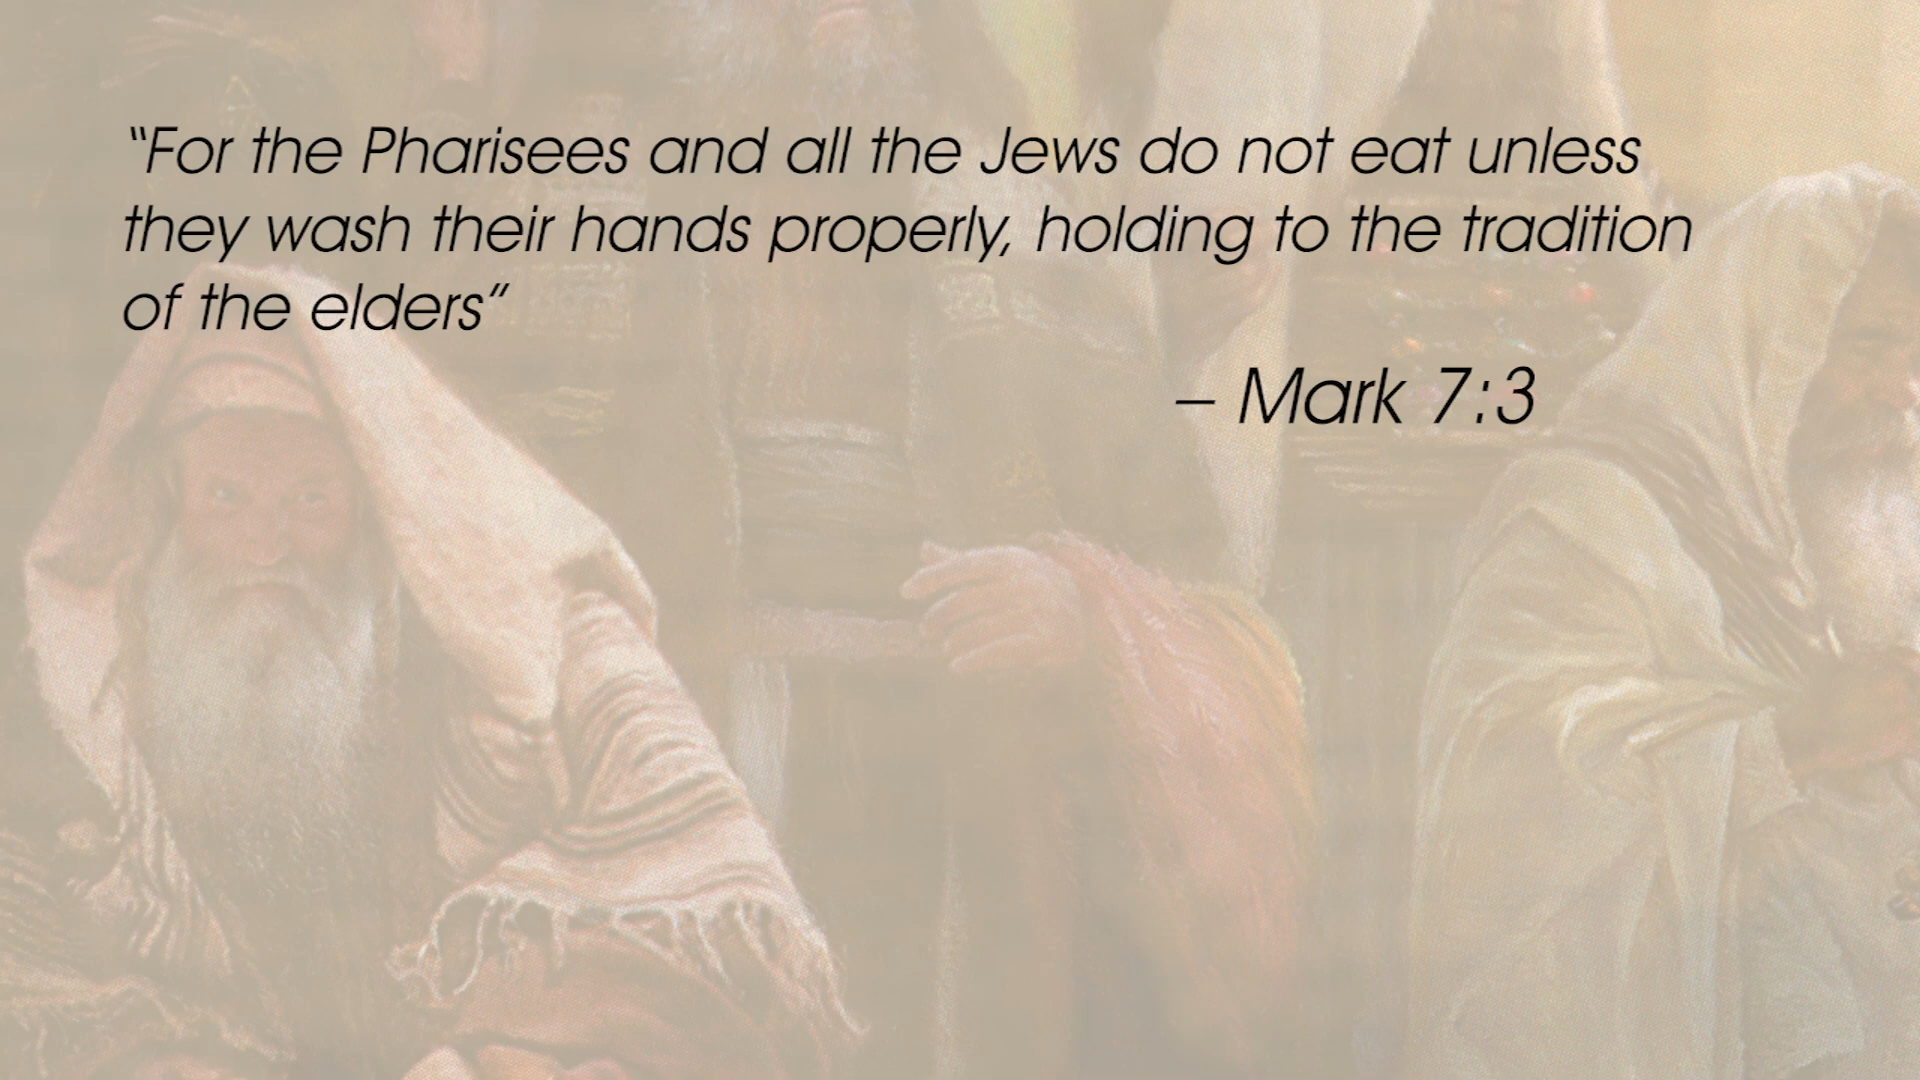 “For the Pharisees and all the Jews do not eat unless
they wash their hands properly, holding to the tradition
of the elders”
– Mark 7:3